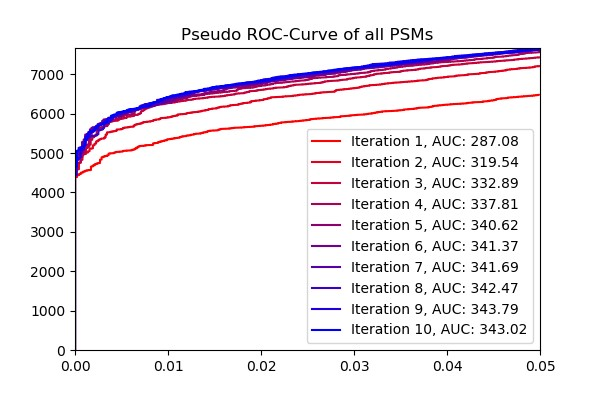 Pseudo ROC-Curve of all PSMs
7000
6000
5000
4000
3000
2000
1000
0
Iteration 1, AUC: 287.08
Iteration 2, AUC: 319.54
Iteration 3, AUC: 332.89
Iteration 4, AUC: 337.81
Iteration 5, AUC: 340.62
Iteration 6, AUC: 341.37
Iteration 7, AUC: 341.69
Iteration 8, AUC: 342.47
Iteration 9, AUC: 343.79
Iteration 10, AUC: 343.02
0.00 0.01 0.02 0.03 0.04 0.05